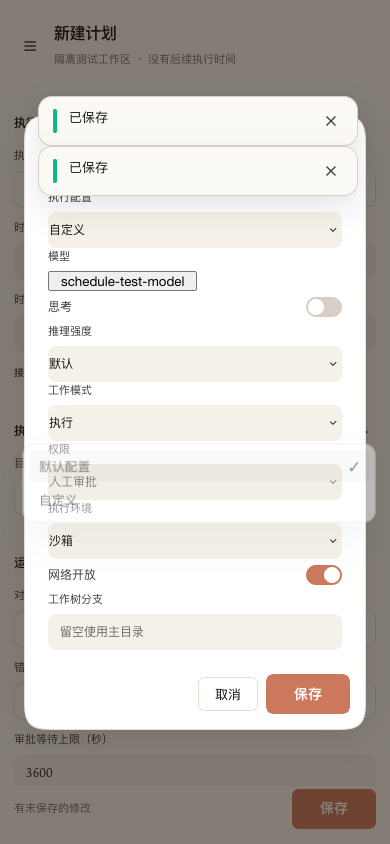 新建计划
隔离测试工作区 · 没有后续执行时间
已保存
已保存
执行配置
自定义
模型
schedule-test-model
思考
推理强度
默认
工作模式
执行
权限
默认配置
人工审批
自定义
执行环境
沙箱
网络开放
工作树分支
留空使用主目录
取消
保存
审批等待上限（秒）
3600
有未保存的修改
保存